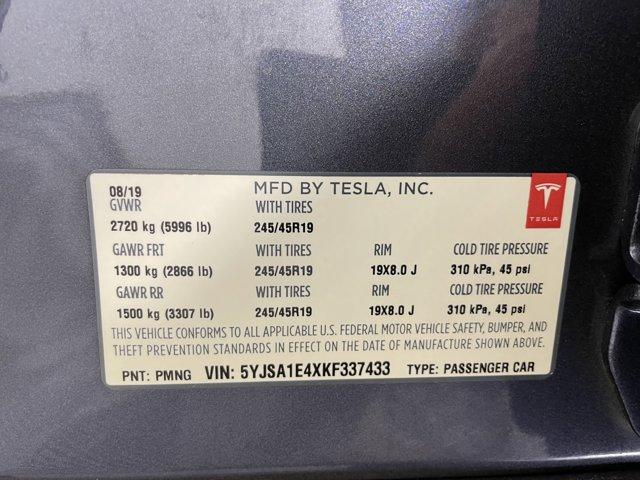 08/19 MFD BY TESLA, INC.
GVWR WITH TIRES
2720 kg (5996 lb) 245/45R19
TESLA
GAWR FRT WITH TIRES RIM COLD TIRE PRESSURE
1300 kg (2866 lb) 245/45R19 19X8.0 J 310 kPa, 45 psi
GAWR RR WITH TIRES RIM COLD TIRE PRESSURE
1500 kg (3307 lb) 245/45R19 19X8.0 J 310 kPa, 45 psi
THIS VEHICLE CONFORMS TO ALL APPLICABLE U.S. FEDERAL MOTOR VEHICLE SAFETY, BUMPER, AND
THEFT PREVENTION STANDARDS IN EFFECT ON THE DATE OF MANUFACTURE SHOWN ABOVE.
PNT: PMNG VIN: 5YJSA1E4XKF337433 TYPE: PASSENGER CAR